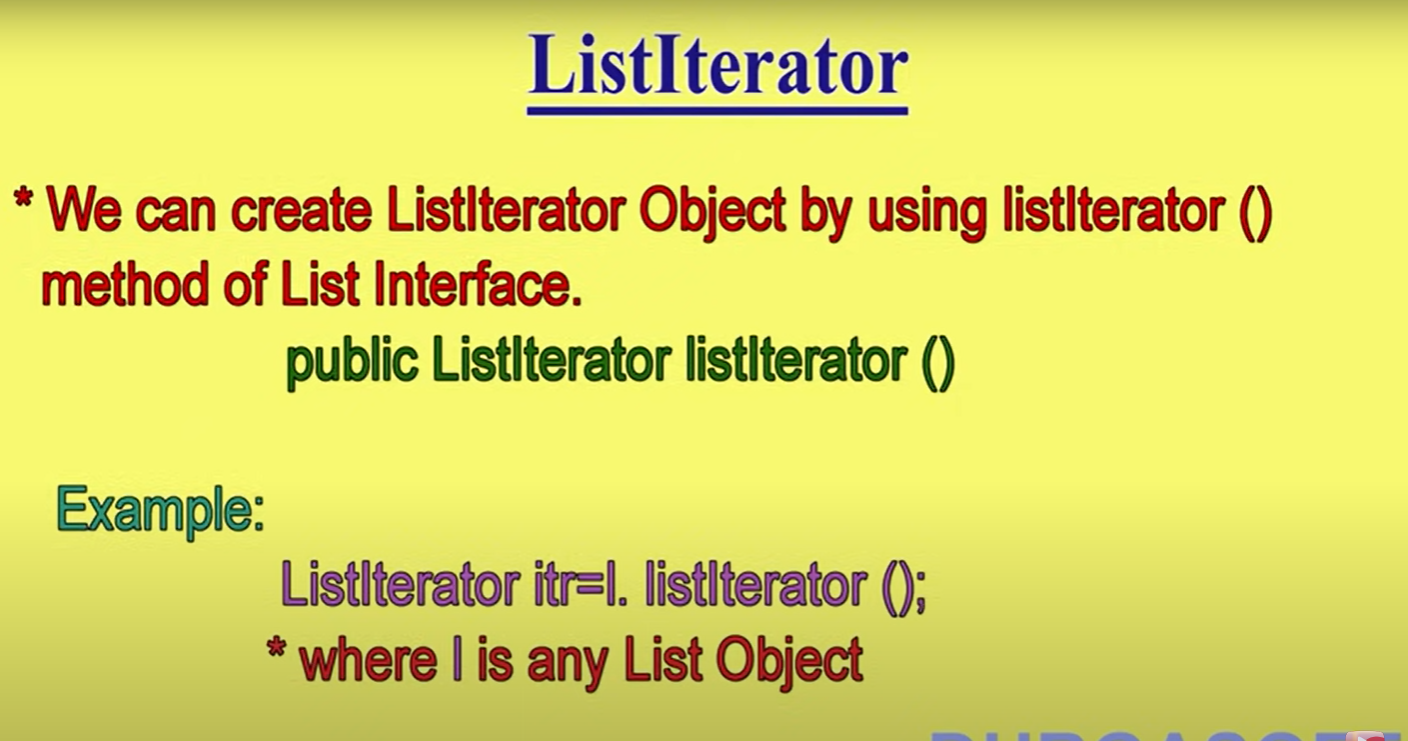 ListIterator
* We can create ListIterator Object by using listIterator ()
method of List Interface.
public ListIterator listIterator ()
Example:
ListIterator itr=l. listIterator ();
* where l is any List Object